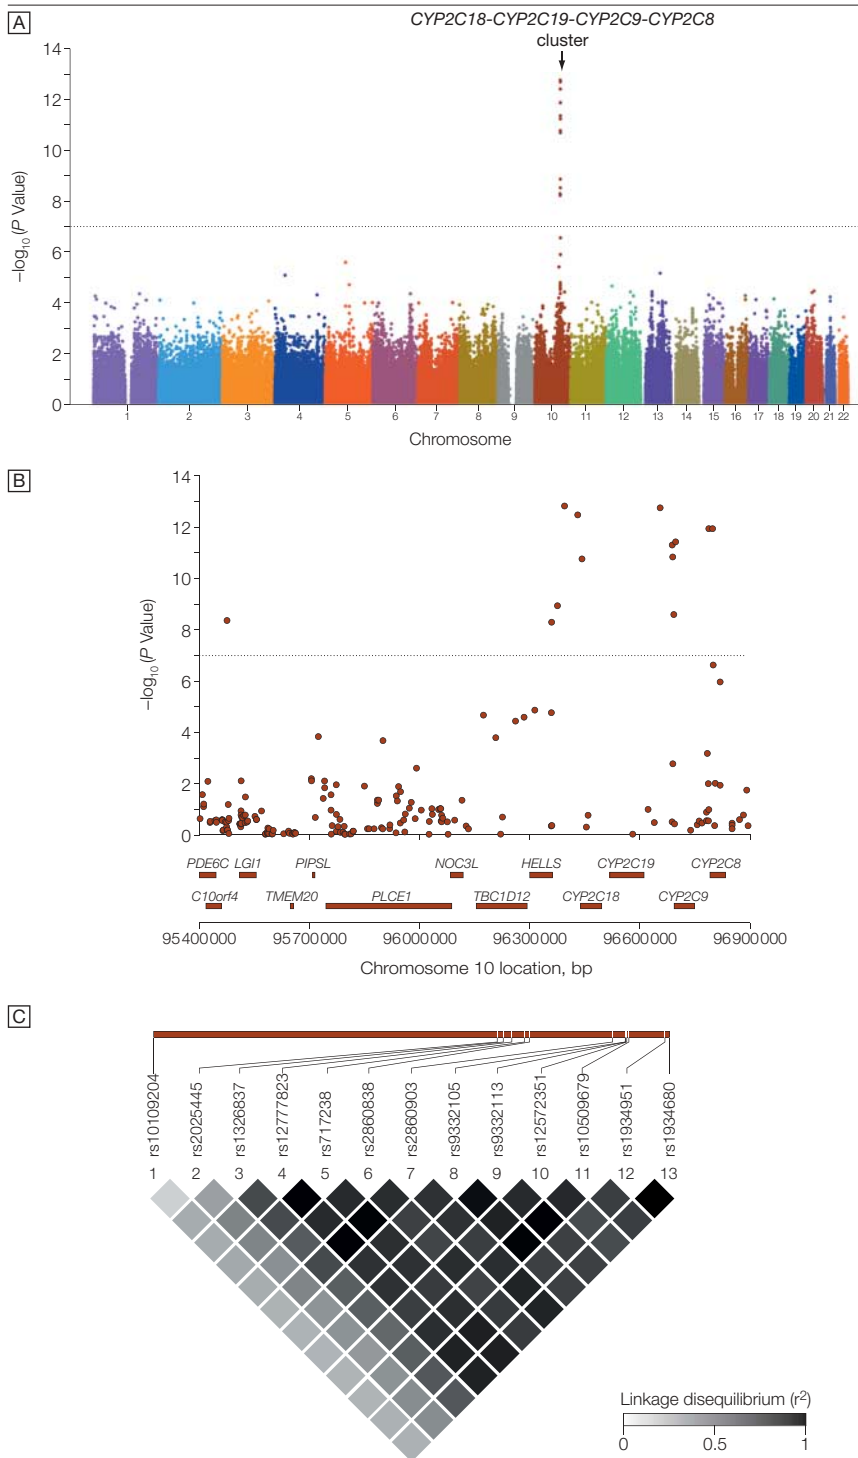 A
CYP2C18-CYP2C19-CYP2C9-CYP2C8
cluster
14
12
10
8
6
4
2
0
−log10 (P Value)
1 2 3 4 5 6 7 8 9 10 11 12 13 14 15 16 17 18 19 20 21 22
Chromosome
B
14
12
10
8
6
4
2
0
−log10 (P Value)
PDE6C LGI1 PIPSL NOC3L HELLS CYP2C19 CYP2C8
C10orf4 TMEM20 PLCE1 TBC1D12 CYP2C18 CYP2C9
95400000 95700000 96000000 96300000 96600000 96900000
Chromosome 10 location, bp
C
rs10109204 rs2025445 rs1326837 rs12777823 rs717238 rs2860838 rs2860903 rs9332105 rs9332113 rs12572351 rs10509679 rs1934951 rs1934680
1 2 3 4 5 6 7 8 9 10 11 12 13
Linkage disequilibrium (r2)
0 0.5 1